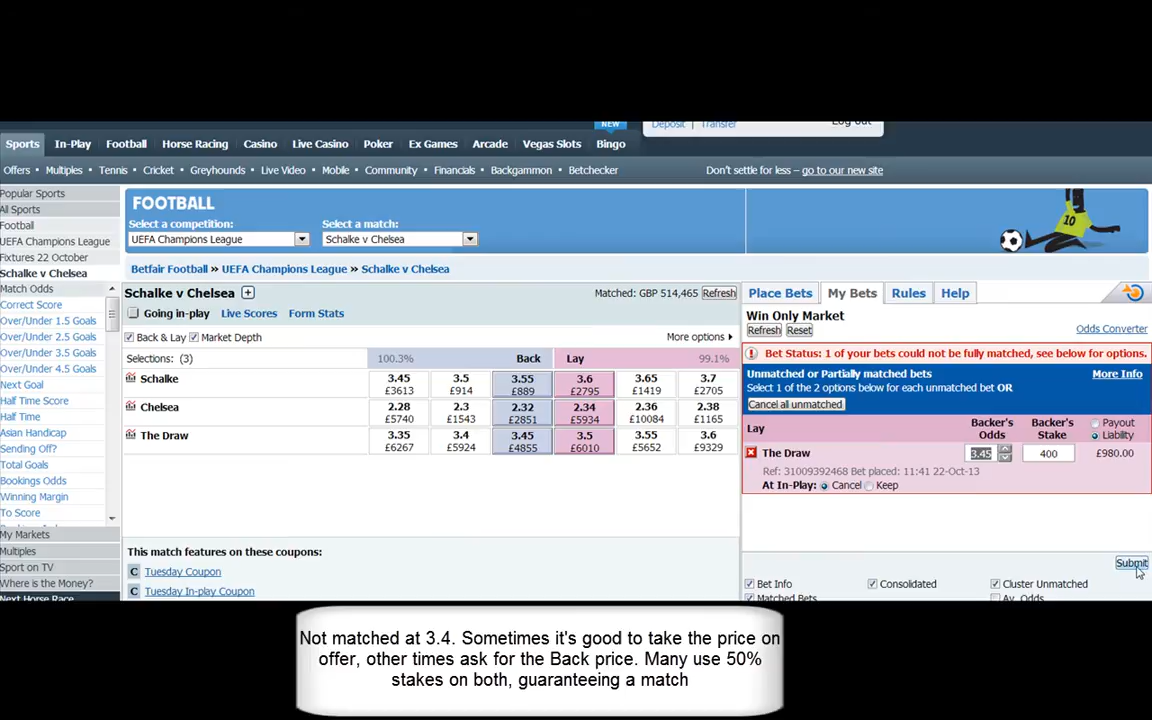 NEW
Deposit Transfer
Log Out
Sports In-Play Football Horse Racing Casino Live Casino Poker Ex Games Arcade Vegas Slots Bingo
Offers • Multiples • Tennis • Cricket • Greyhounds • Live Video • Mobile • Community • Financials • Backgammon • Betchecker
Don't settle for less - go to our new site
Popular Sports
All Sports
Football
UEFA Champions League
Fixtures 22 October
Schalke v Chelsea
Match Odds
Correct Score
Over/Under 1.5 Goals
Over/Under 2.5 Goals
Over/Under 3.5 Goals
Over/Under 4.5 Goals
Next Goal
Half Time Score
Half Time
Asian Handicap
Sending Off?
Total Goals
Bookings Odds
Winning Margin
To Score
My Markets
Multiples
Sport on TV
Where is the Money?
Next Horse Race
FOOTBALL
Select a competition: Select a match:
UEFA Champions League Schalke v Chelsea
10
Betfair Football » UEFA Champions League » Schalke v Chelsea
Schalke v Chelsea + Matched: GBP 514,465 Refresh
Going in-play Live Scores Form Stats
Back & Lay Market Depth More options
Selections: (3) 100.3% Back Lay 99.1%
Schalke 3.45 3.5 3.55 3.6 3.65 3.7
£3613 £914 £889 £2795 £1419 £2705
Chelsea 2.28 2.3 2.32 2.34 2.36 2.38
£5740 £1543 £2851 £5934 £10084 £1165
The Draw 3.35 3.4 3.45 3.5 3.55 3.6
£6267 £5924 £4855 £6010 £5652 £9329
This match features on these coupons:
C Tuesday Coupon
C Tuesday In-play Coupon
Place Bets My Bets Rules Help
Win Only Market
Refresh Reset Odds Converter
Bet Status: 1 of your bets could not be fully matched, see below for options.
Unmatched or Partially matched bets More Info
Select 1 of the 2 options below for each unmatched bet OR
Cancel all unmatched
Lay Backer's Odds Backer's Stake Payout Liability
The Draw 3.45 400 £980.00
Ref: 31009392468 Bet placed: 11:41 22-Oct-13
At In-Play: Cancel Keep
Submit
Bet Info Consolidated Cluster Unmatched
Matched Bets Av. Odds
Not matched at 3.4. Sometimes it's good to take the price on
offer, other times ask for the Back price. Many use 50%
stakes on both, guaranteeing a match